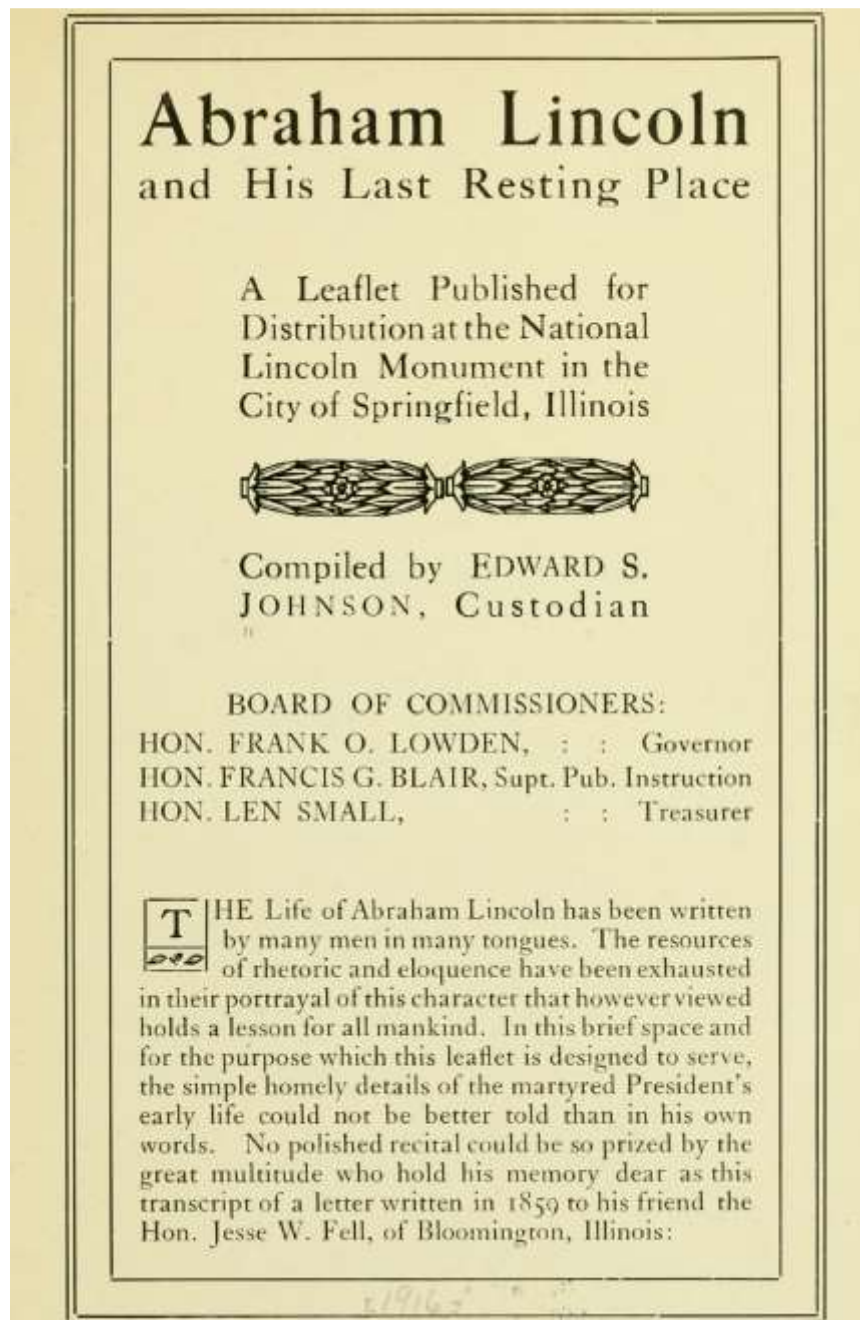 Abraham Lincoln
and His Last Resting Place
A Leaflet Published for
Distribution at the National
Lincoln Monument in the
City of Springfield, Illinois
Compiled by EDWARD S.
JOHNSON, Custodian
BOARD OF COMMISSIONERS:
HON. FRANK O. LOWDEN, : : Governor
HON. FRANCIS G. BLAIR, Supt. Pub. Instruction
HON. LEN SMALL, : : Treasurer
THE Life of Abraham Lincoln has been written
by many men in many tongues. The resources
of rhetoric and eloquence have been exhausted
in their portrayal of this character that however viewed
holds a lesson for all mankind. In this brief space and
for the purpose which this leaflet is designed to serve,
the simple homely details of the martyred President's
early life could not be better told than in his own
words. No polished recital could be so prized by the
great multitude who hold his memory dear as this
transcript of a letter written in 1859 to his friend the
Hon. Jesse W. Fell, of Bloomington, Illinois: